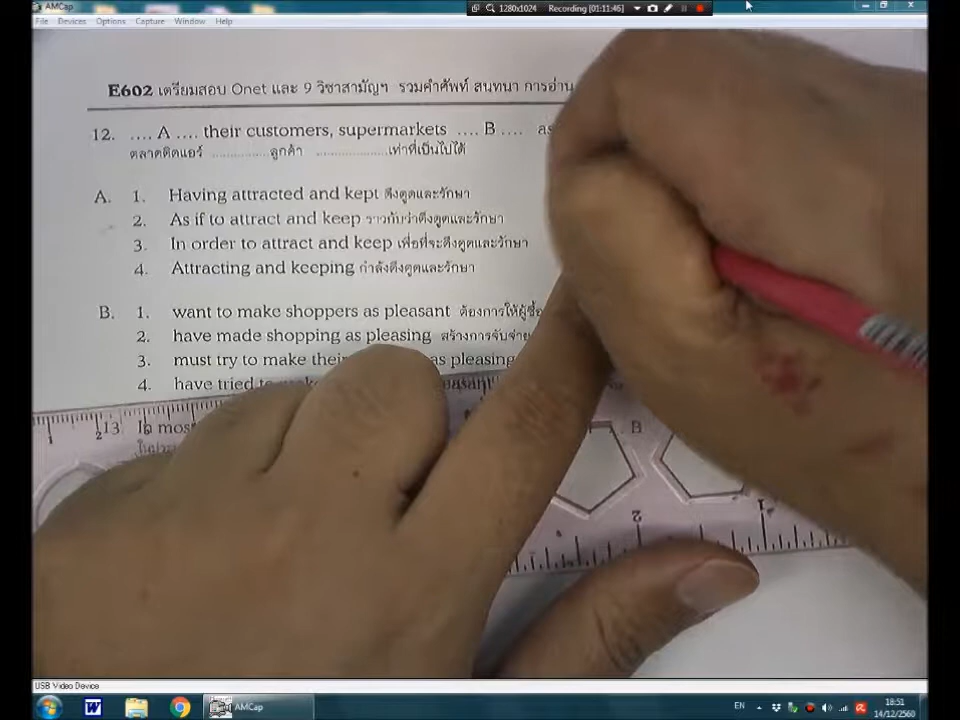 AMCap
1280x1024 Recording [01:11:46]
File Devices Options Capture Window Help
E602 เตรียมสอบ Onet และ 9 วิชาสามัญฯ รวมคำศัพท์ สนทนา การอ่าน
12. .... A .... their customers, supermarkets .... B .... as
ตลาดติดแอร์ ................ลูกค้า ....................เท่าที่เป็นไปได้
A. 1. Having attracted and kept ดึงดูดและรักษา
2. As if to attract and keep ราวกับว่าดึงดูดและรักษา
3. In order to attract and keep เพื่อที่จะดึงดูดและรักษา
4. Attracting and keeping กำลังดึงดูดและรักษา
B. 1. want to make shoppers as pleasant ต้องการให้ผู้ซื้อ
2. have made shopping as pleasing สร้างการจับจ่าย
3. must try to make their as pleasing
4. have tried to
13 In mos
B
1 2
2 1
USB Video Device
AMCap
EN 18:51
14/12/2560